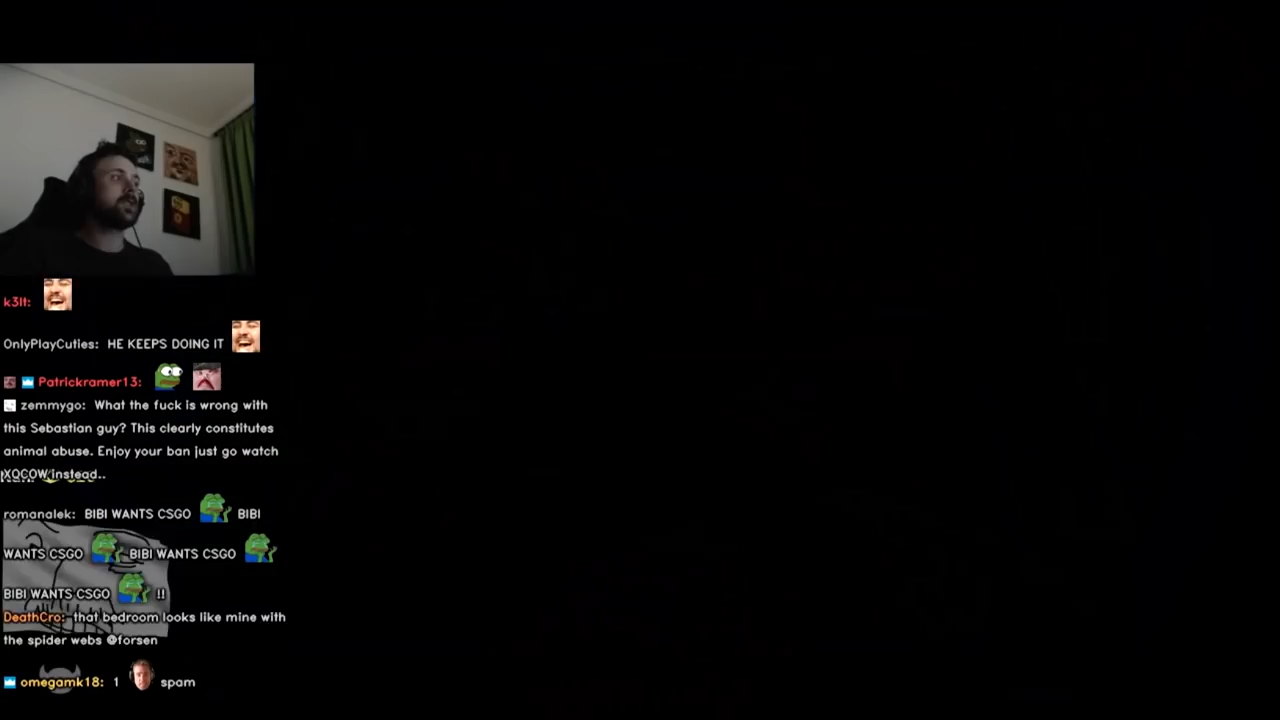 k3lt:
OnlyPlayCuties: HE KEEPS DOING IT
Patrickramer13:
zemmygo: What the fuck is wrong with
this Sebastian guy? This clearly constitutes
animal abuse. Enjoy your ban just go watch
XQCOW instead..
romanalek: BIBI WANTS CSGO BIBI
WANTS CSGO BIBI WANTS CSGO
BIBI WANTS CSGO !!
DeathCro: that bedroom looks like mine with
the spider webs @forsen
omegamk18: 1 spam